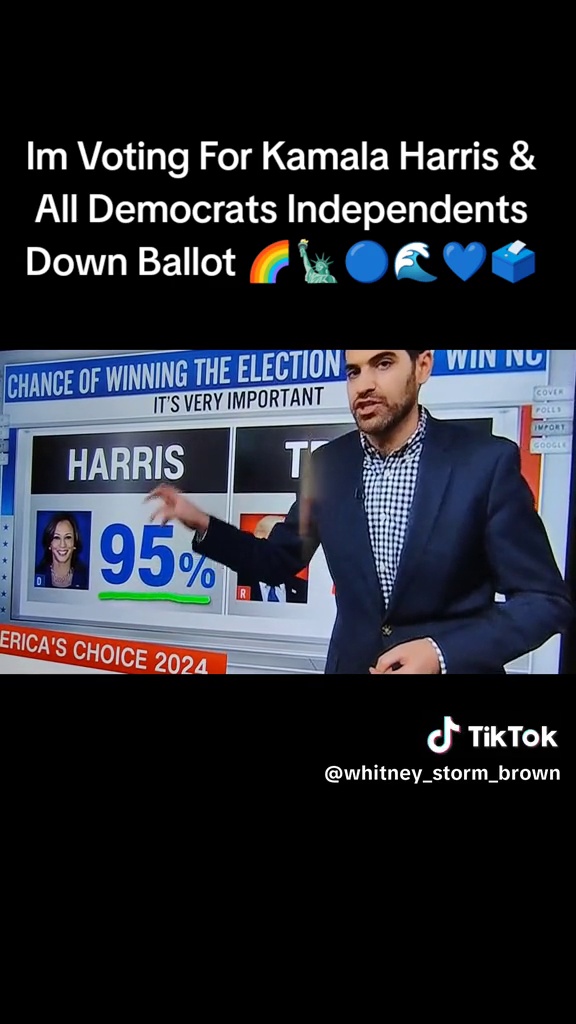 Im Voting For Kamala Harris &
All Democrats Independents
Down Ballot 🌈🗽🔵🌊💙🗳️
CHANCE OF WINNING THE ELECTION
WIN NC
IT'S VERY IMPORTANT
COVER
POLLS
IMPORT
GOOGLE
HARRIS
T
D
95%
R
ERICA'S CHOICE 2024
TikTok
@whitney_storm_brown